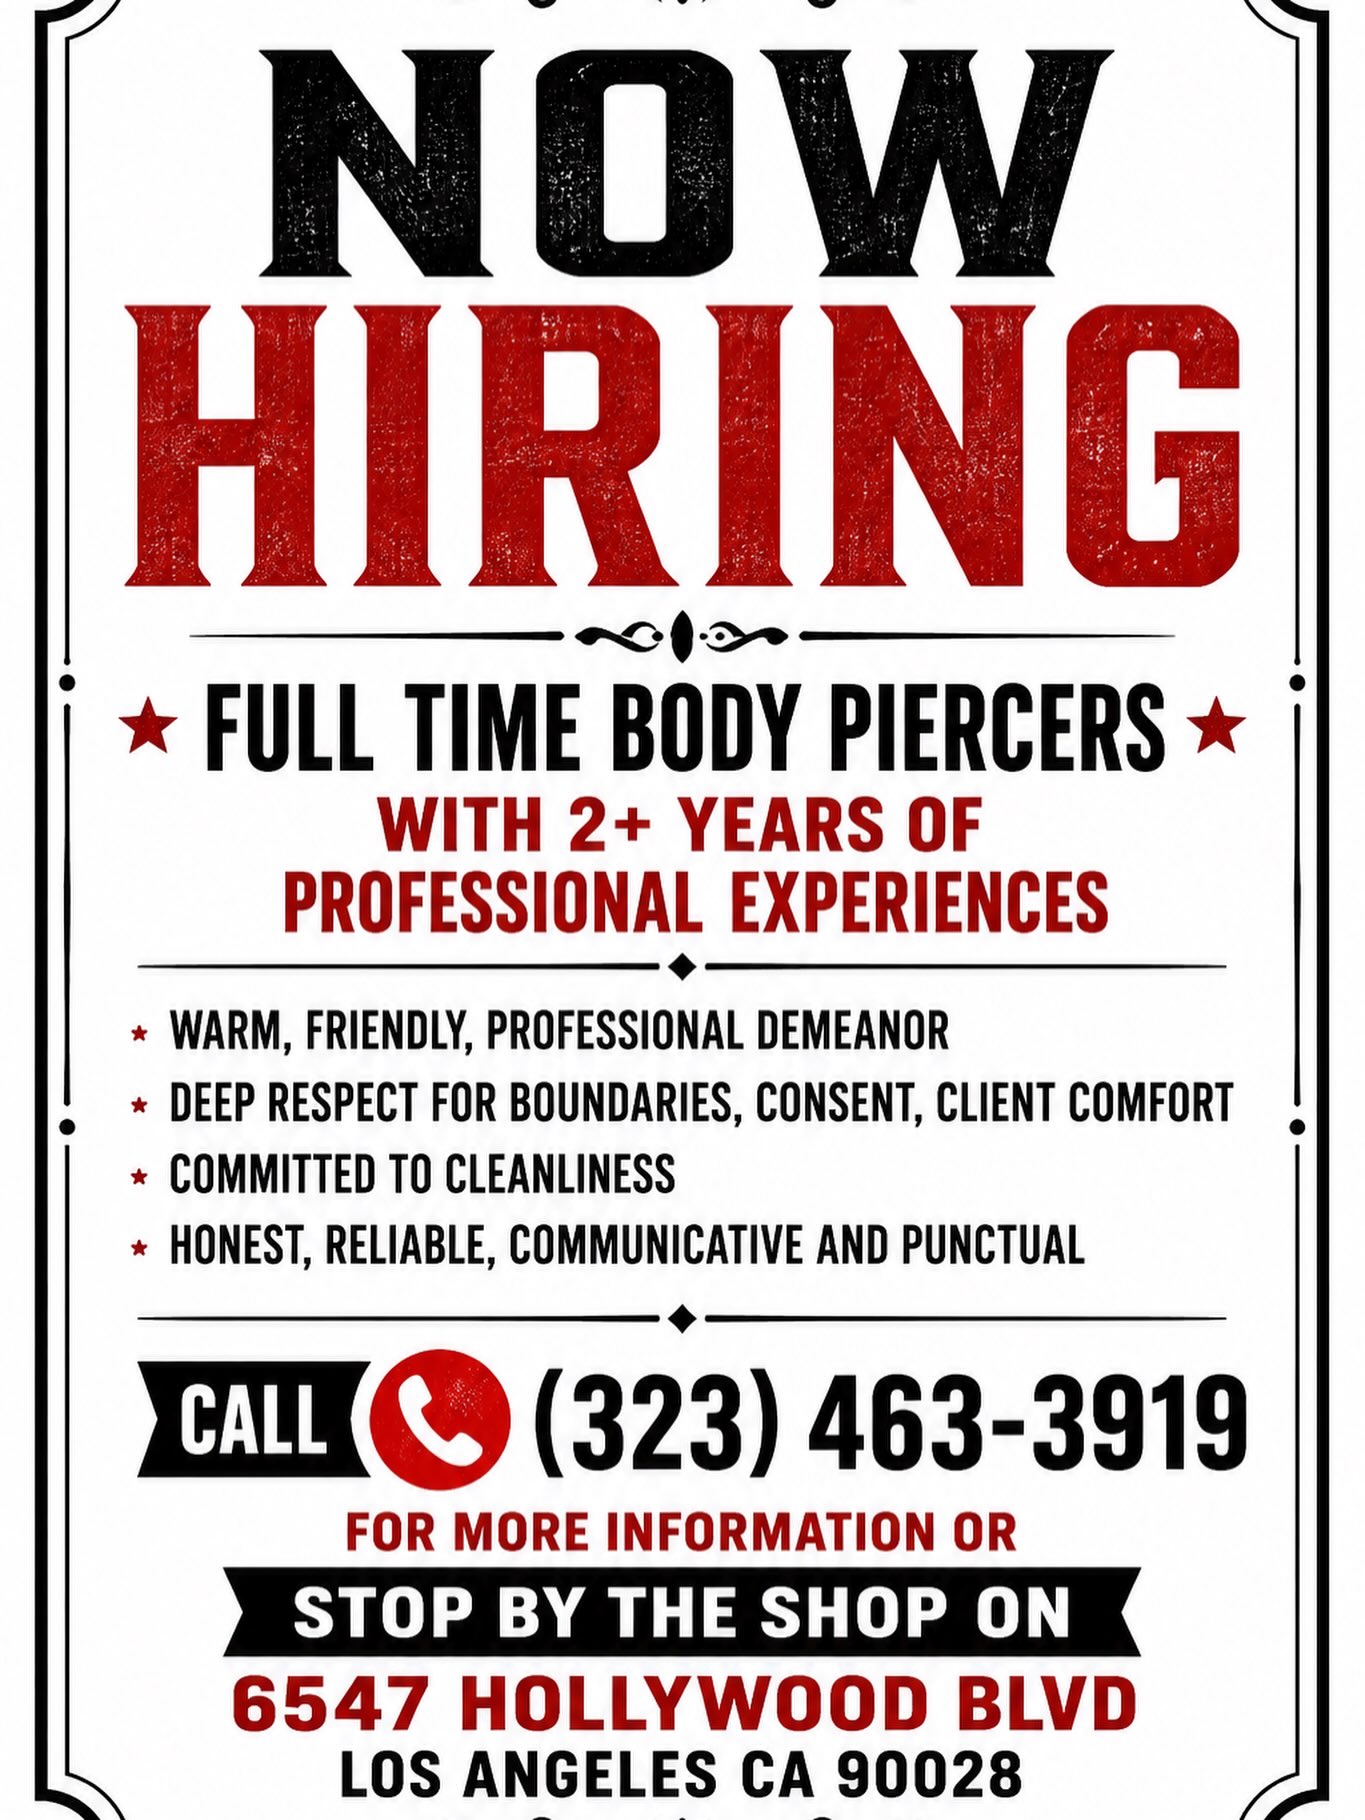 NOW
HIRING
FULL TIME BODY PIERCERS
WITH 2+ YEARS OF
PROFESSIONAL EXPERIENCES
WARM, FRIENDLY, PROFESSIONAL DEMEANOR
DEEP RESPECT FOR BOUNDARIES, CONSENT, CLIENT COMFORT
COMMITTED TO CLEANLINESS
HONEST, RELIABLE, COMMUNICATIVE AND PUNCTUAL
CALL (323) 463-3919
FOR MORE INFORMATION OR
STOP BY THE SHOP ON
6547 HOLLYWOOD BLVD
LOS ANGELES CA 90028